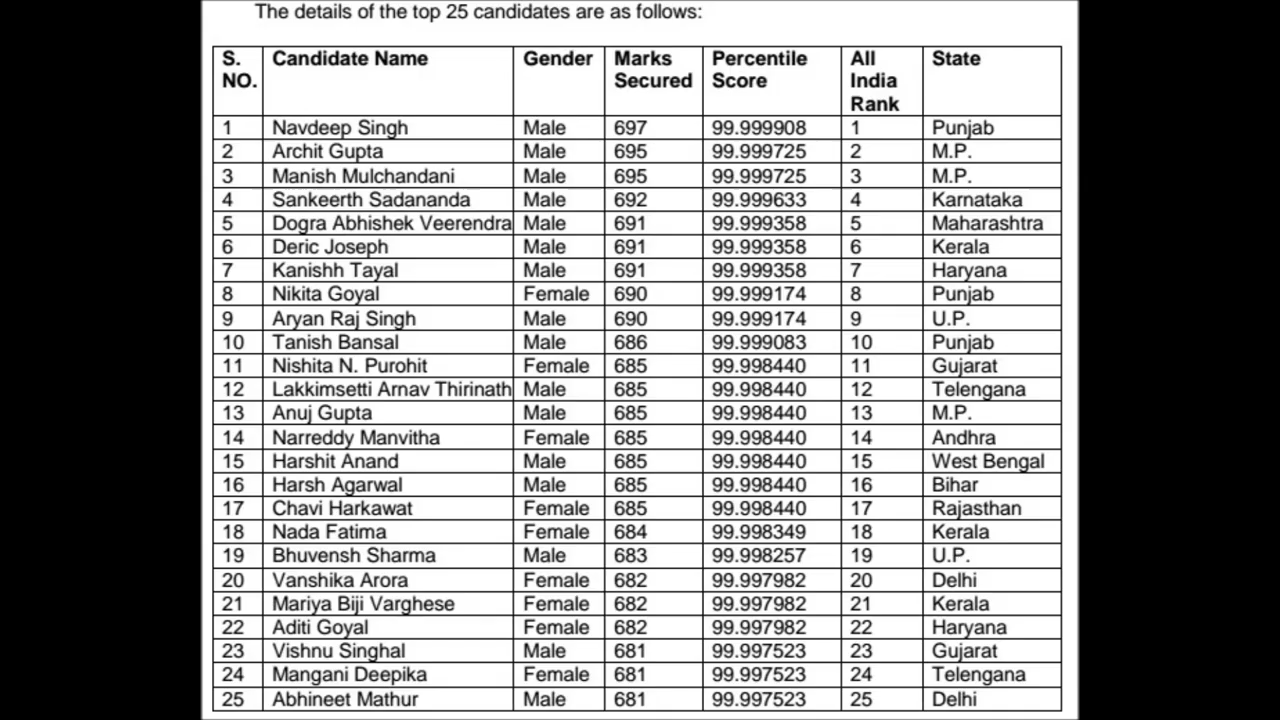 The details of the top 25 candidates are as follows:
S. NO. Candidate Name Gender Marks Secured Percentile Score All India Rank State
1 Navdeep Singh Male 697 99.999908 1 Punjab
2 Archit Gupta Male 695 99.999725 2 M.P.
3 Manish Mulchandani Male 695 99.999725 3 M.P.
4 Sankeerth Sadananda Male 692 99.999633 4 Karnataka
5 Dogra Abhishek Veerendra Male 691 99.999358 5 Maharashtra
6 Deric Joseph Male 691 99.999358 6 Kerala
7 Kanishh Tayal Male 691 99.999358 7 Haryana
8 Nikita Goyal Female 690 99.999174 8 Punjab
9 Aryan Raj Singh Male 690 99.999174 9 U.P.
10 Tanish Bansal Male 686 99.999083 10 Punjab
11 Nishita N. Purohit Female 685 99.998440 11 Gujarat
12 Lakkimsetti Arnav Thirinath Male 685 99.998440 12 Telengana
13 Anuj Gupta Male 685 99.998440 13 M.P.
14 Narreddy Manvitha Female 685 99.998440 14 Andhra
15 Harshit Anand Male 685 99.998440 15 West Bengal
16 Harsh Agarwal Male 685 99.998440 16 Bihar
17 Chavi Harkawat Female 685 99.998440 17 Rajasthan
18 Nada Fatima Female 684 99.998349 18 Kerala
19 Bhuvensh Sharma Male 683 99.998257 19 U.P.
20 Vanshika Arora Female 682 99.997982 20 Delhi
21 Mariya Biji Varghese Female 682 99.997982 21 Kerala
22 Aditi Goyal Female 682 99.997982 22 Haryana
23 Vishnu Singhal Male 681 99.997523 23 Gujarat
24 Mangani Deepika Female 681 99.997523 24 Telengana
25 Abhineet Mathur Male 681 99.997523 25 Delhi